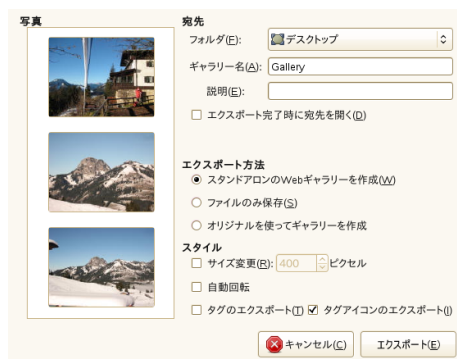 写真
宛先
フォルダ(F): デスクトップ
ギャラリー名(A): Gallery
説明(E):
エクスポート完了時に宛先を開く(D)
エクスポート方法
スタンドアロンのWebギャラリーを作成(W)
ファイルのみ保存(S)
オリジナルを使ってギャラリーを作成
スタイル
サイズ変更(R): 400 ピクセル
自動回転
タグのエクスポート(T) タグアイコンのエクスポート(I)
キャンセル(C) エクスポート(E)